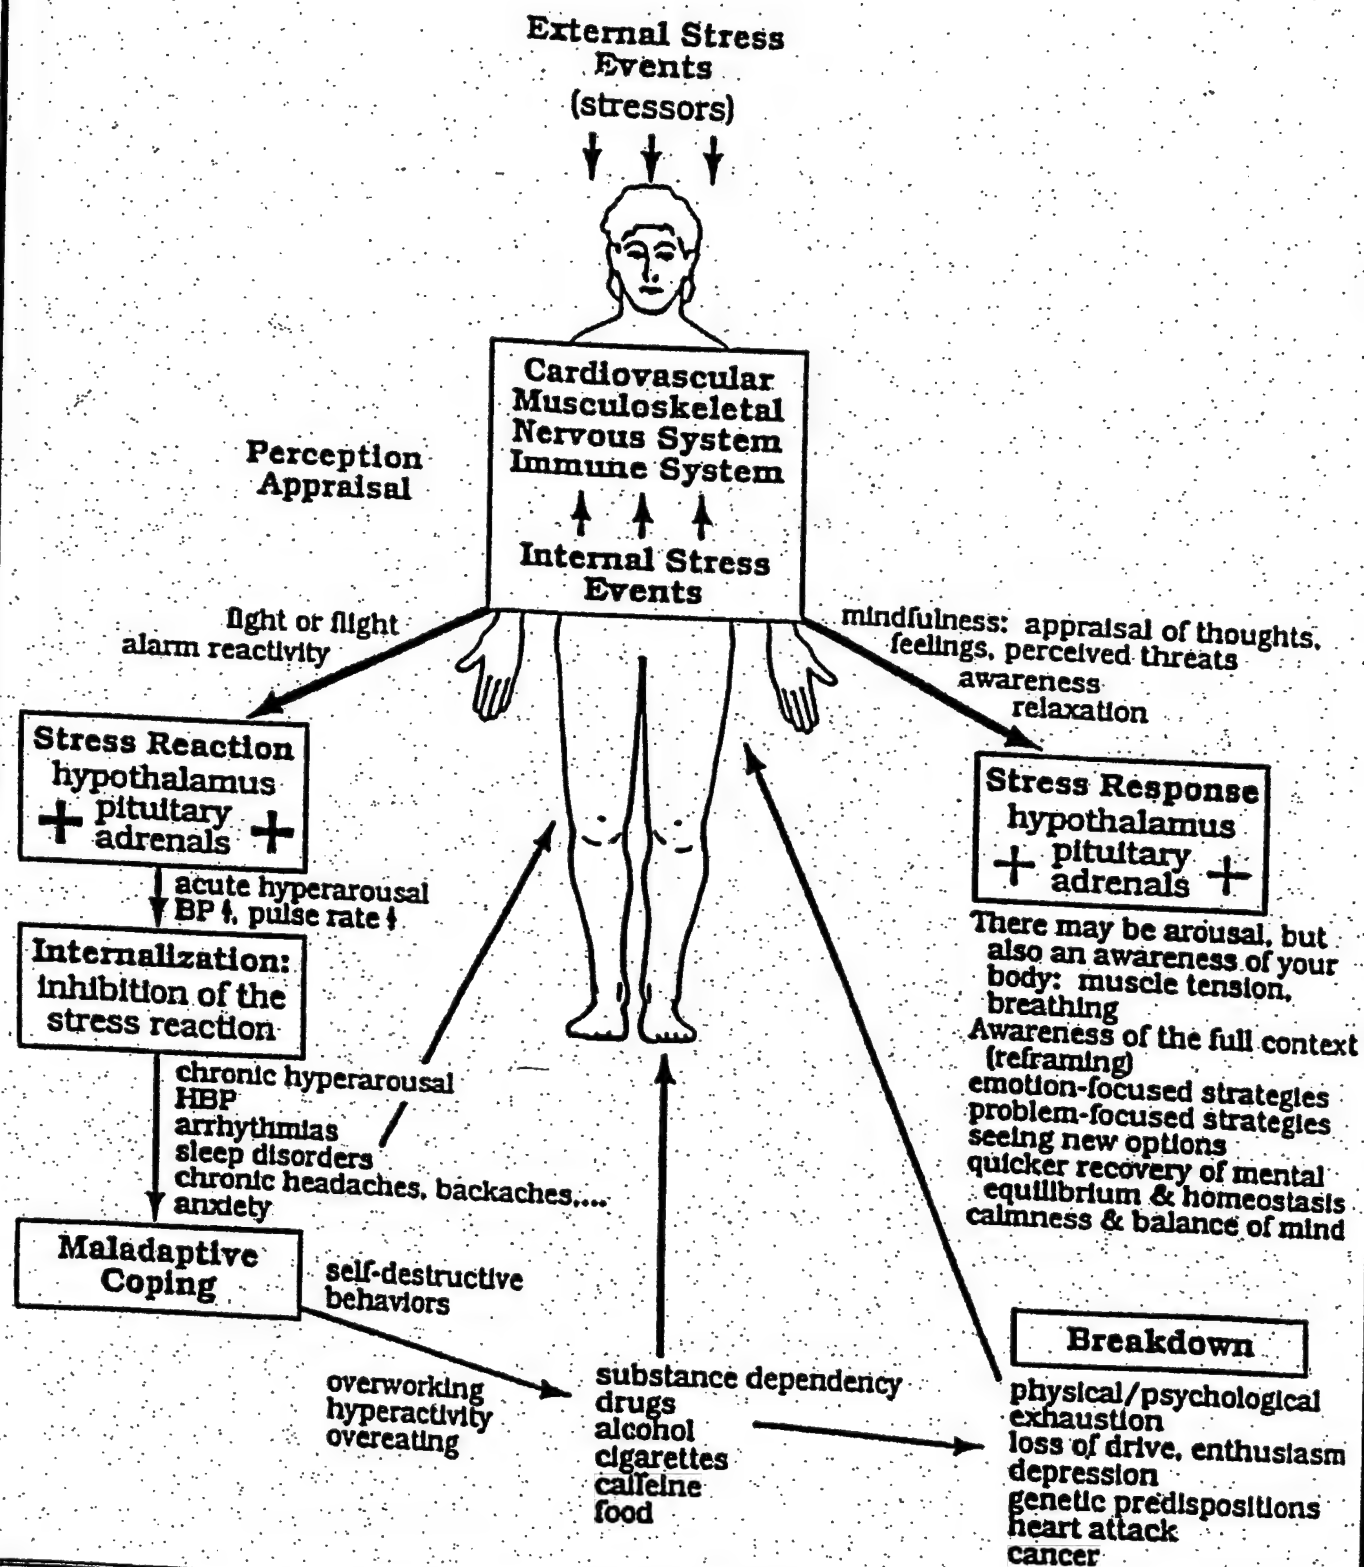 External Stress
Events
(stressors)
Cardiovascular
Musculoskeletal
Nervous System
Immune System
Internal Stress
Events
Perception
Appraisal
fight or flight
alarm reactivity
mindfulness: appraisal of thoughts,
feelings, perceived threats
awareness
relaxation
Stress Reaction
hypothalamus
+ pituitary +
adrenals
acute hyperarousal
BP ↑, pulse rate ↑
Internalization:
inhibition of the
stress reaction
chronic hyperarousal
HBP
arrhythmias
sleep disorders
chronic headaches, backaches,...
anxiety
Maladaptive
Coping
self-destructive
behaviors
overworking
hyperactivity
overeating
substance dependency
drugs
alcohol
cigarettes
caffeine
food
Stress Response
hypothalamus
+ pituitary +
adrenals
There may be arousal, but
also an awareness of your
body: muscle tension,
breathing
Awareness of the full context
(reframing)
emotion-focused strategies
problem-focused strategies
seeing new options
quicker recovery of mental
equilibrium & homeostasis
calmness & balance of mind
Breakdown
physical/psychological
exhaustion
loss of drive, enthusiasm
depression
genetic predispositions
heart attack
cancer